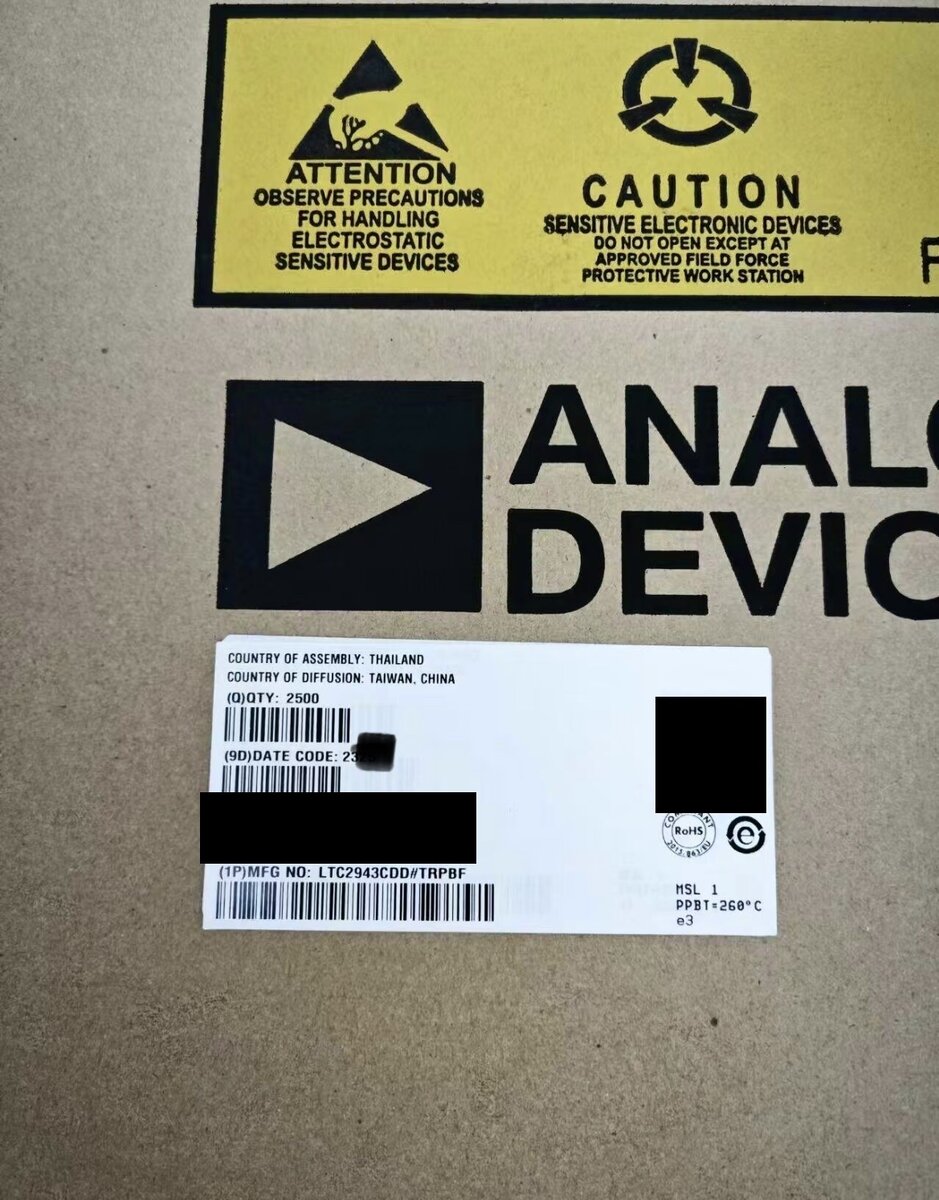 ATTENTION
OBSERVE PRECAUTIONS
FOR HANDLING
ELECTROSTATIC
SENSITIVE DEVICES
CAUTION
SENSITIVE ELECTRONIC DEVICES
DO NOT OPEN EXCEPT AT
APPROVED FIELD FORCE
PROTECTIVE WORK STATION
F
ANALO
DEVIC
COUNTRY OF ASSEMBLY: THAILAND
COUNTRY OF DIFFUSION: TAIWAN, CHINA
(Q)QTY: 2500
(9D)DATE CODE: 23
(1P)MFG NO: LTC2943CDD#TRPBF
RoHS
e
MSL 1
PPBT=260°C
e3